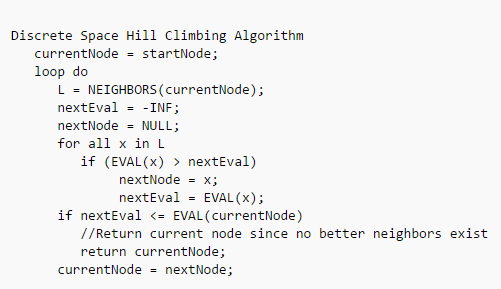 Discrete Space Hill Climbing Algorithm
   currentNode = startNode;
   loop do
      L = NEIGHBORS(currentNode);
      nextEval = -INF;
      nextNode = NULL;
      for all x in L
         if (EVAL(x) > nextEval)
              nextNode = x;
              nextEval = EVAL(x);
      if nextEval <= EVAL(currentNode)
         //Return current node since no better neighbors exist
         return currentNode;
      currentNode = nextNode;